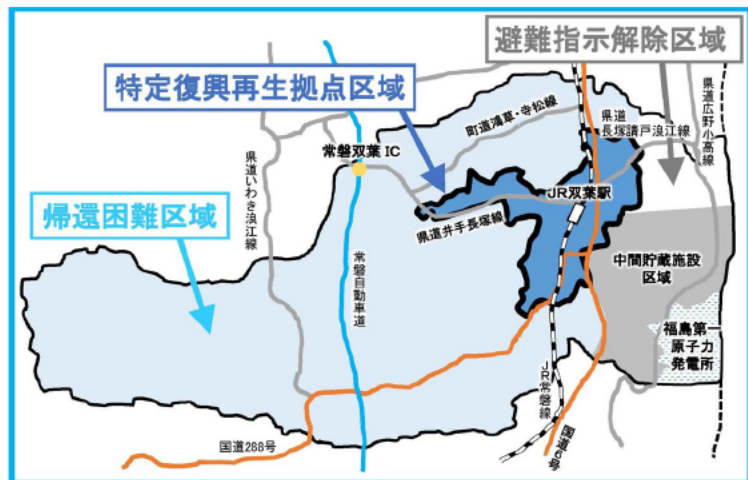 避難指示解除区域
特定復興再生拠点区域
帰還困難区域
常磐双葉 IC
町道鴻草・寺松線
県道
長塚請戸浪江線
県道広野小高線
県道いわき浪江線
JR双葉駅
県道井手長塚線
中間貯蔵施設
区域
常磐自動車道
福島第一
原子力
発電所
JR常磐線
国道6号
国道288号